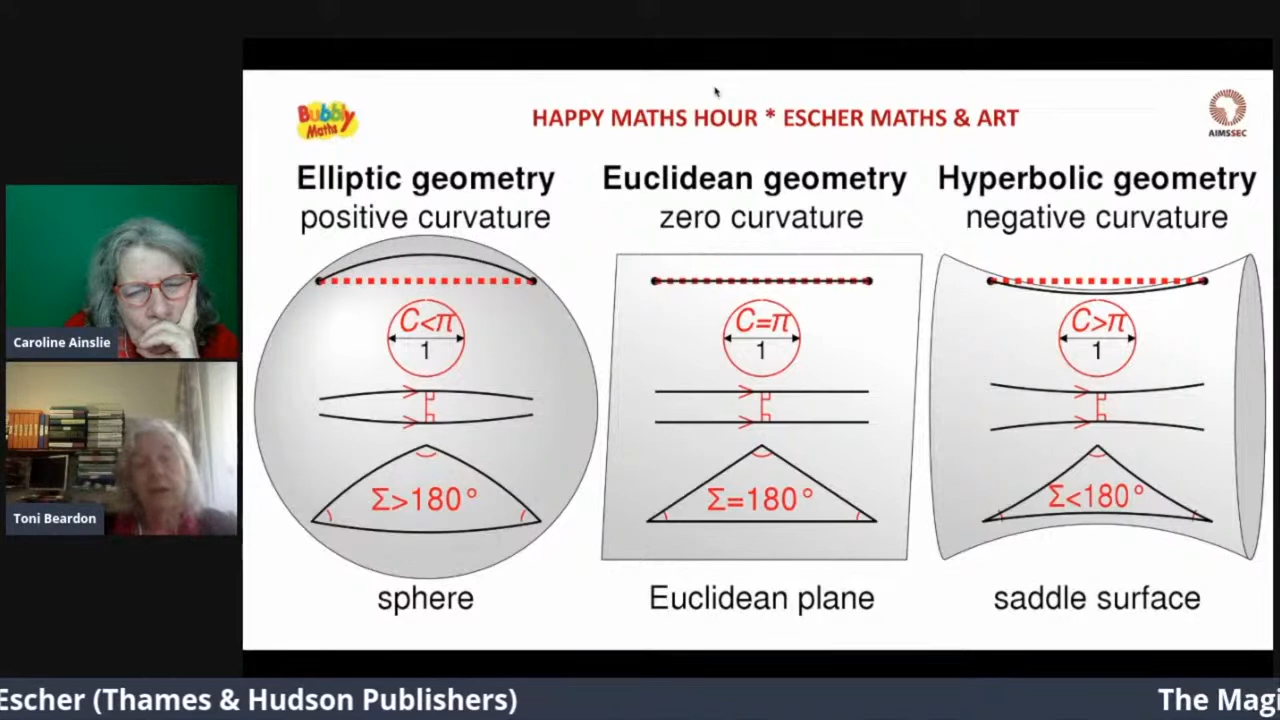 Bubbly
Maths
HAPPY MATHS HOUR * ESCHER MATHS & ART
AIMSSEC
Elliptic geometry
positive curvature
C<π
1
Σ>180°
sphere
Euclidean geometry
zero curvature
C=π
1
Σ=180°
Euclidean plane
Hyperbolic geometry
negative curvature
C>π
1
Σ<180°
saddle surface
Caroline Ainslie
Toni Beardon
Escher (Thames & Hudson Publishers)
The Magi